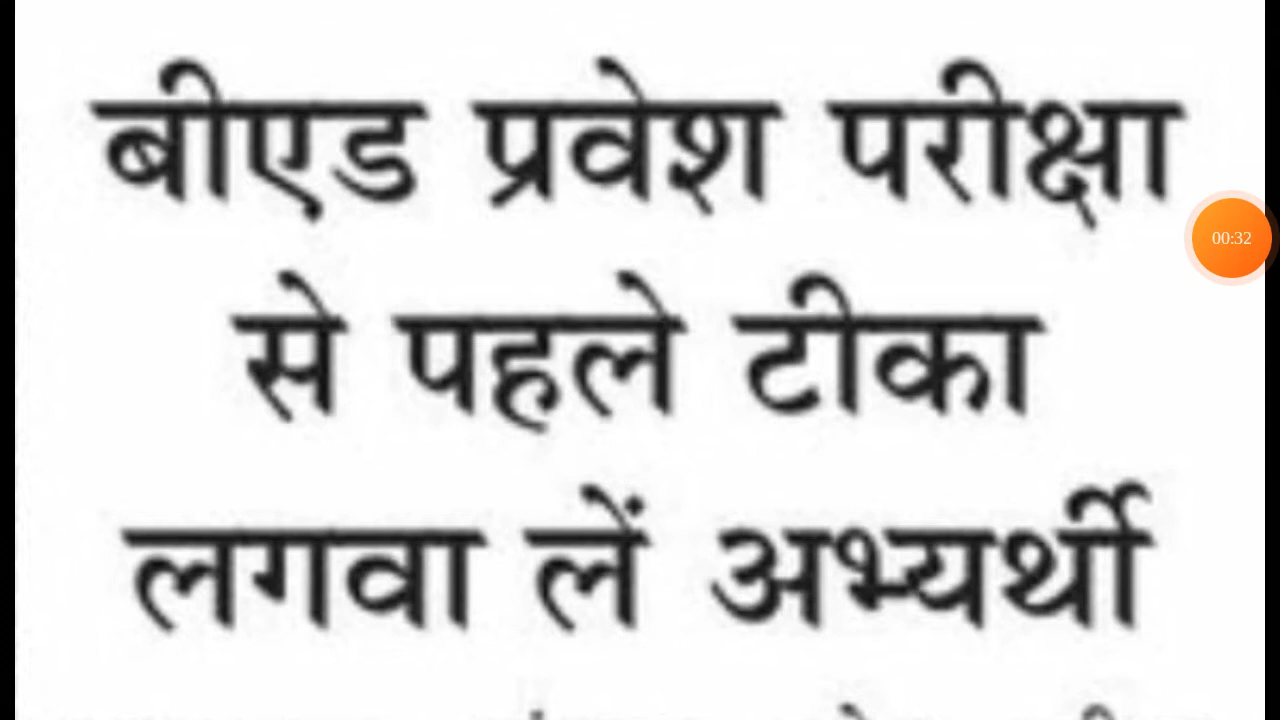 बीएड प्रवेश परीक्षा
00:32
से पहले टीका
लगवा लें अभ्यर्थी